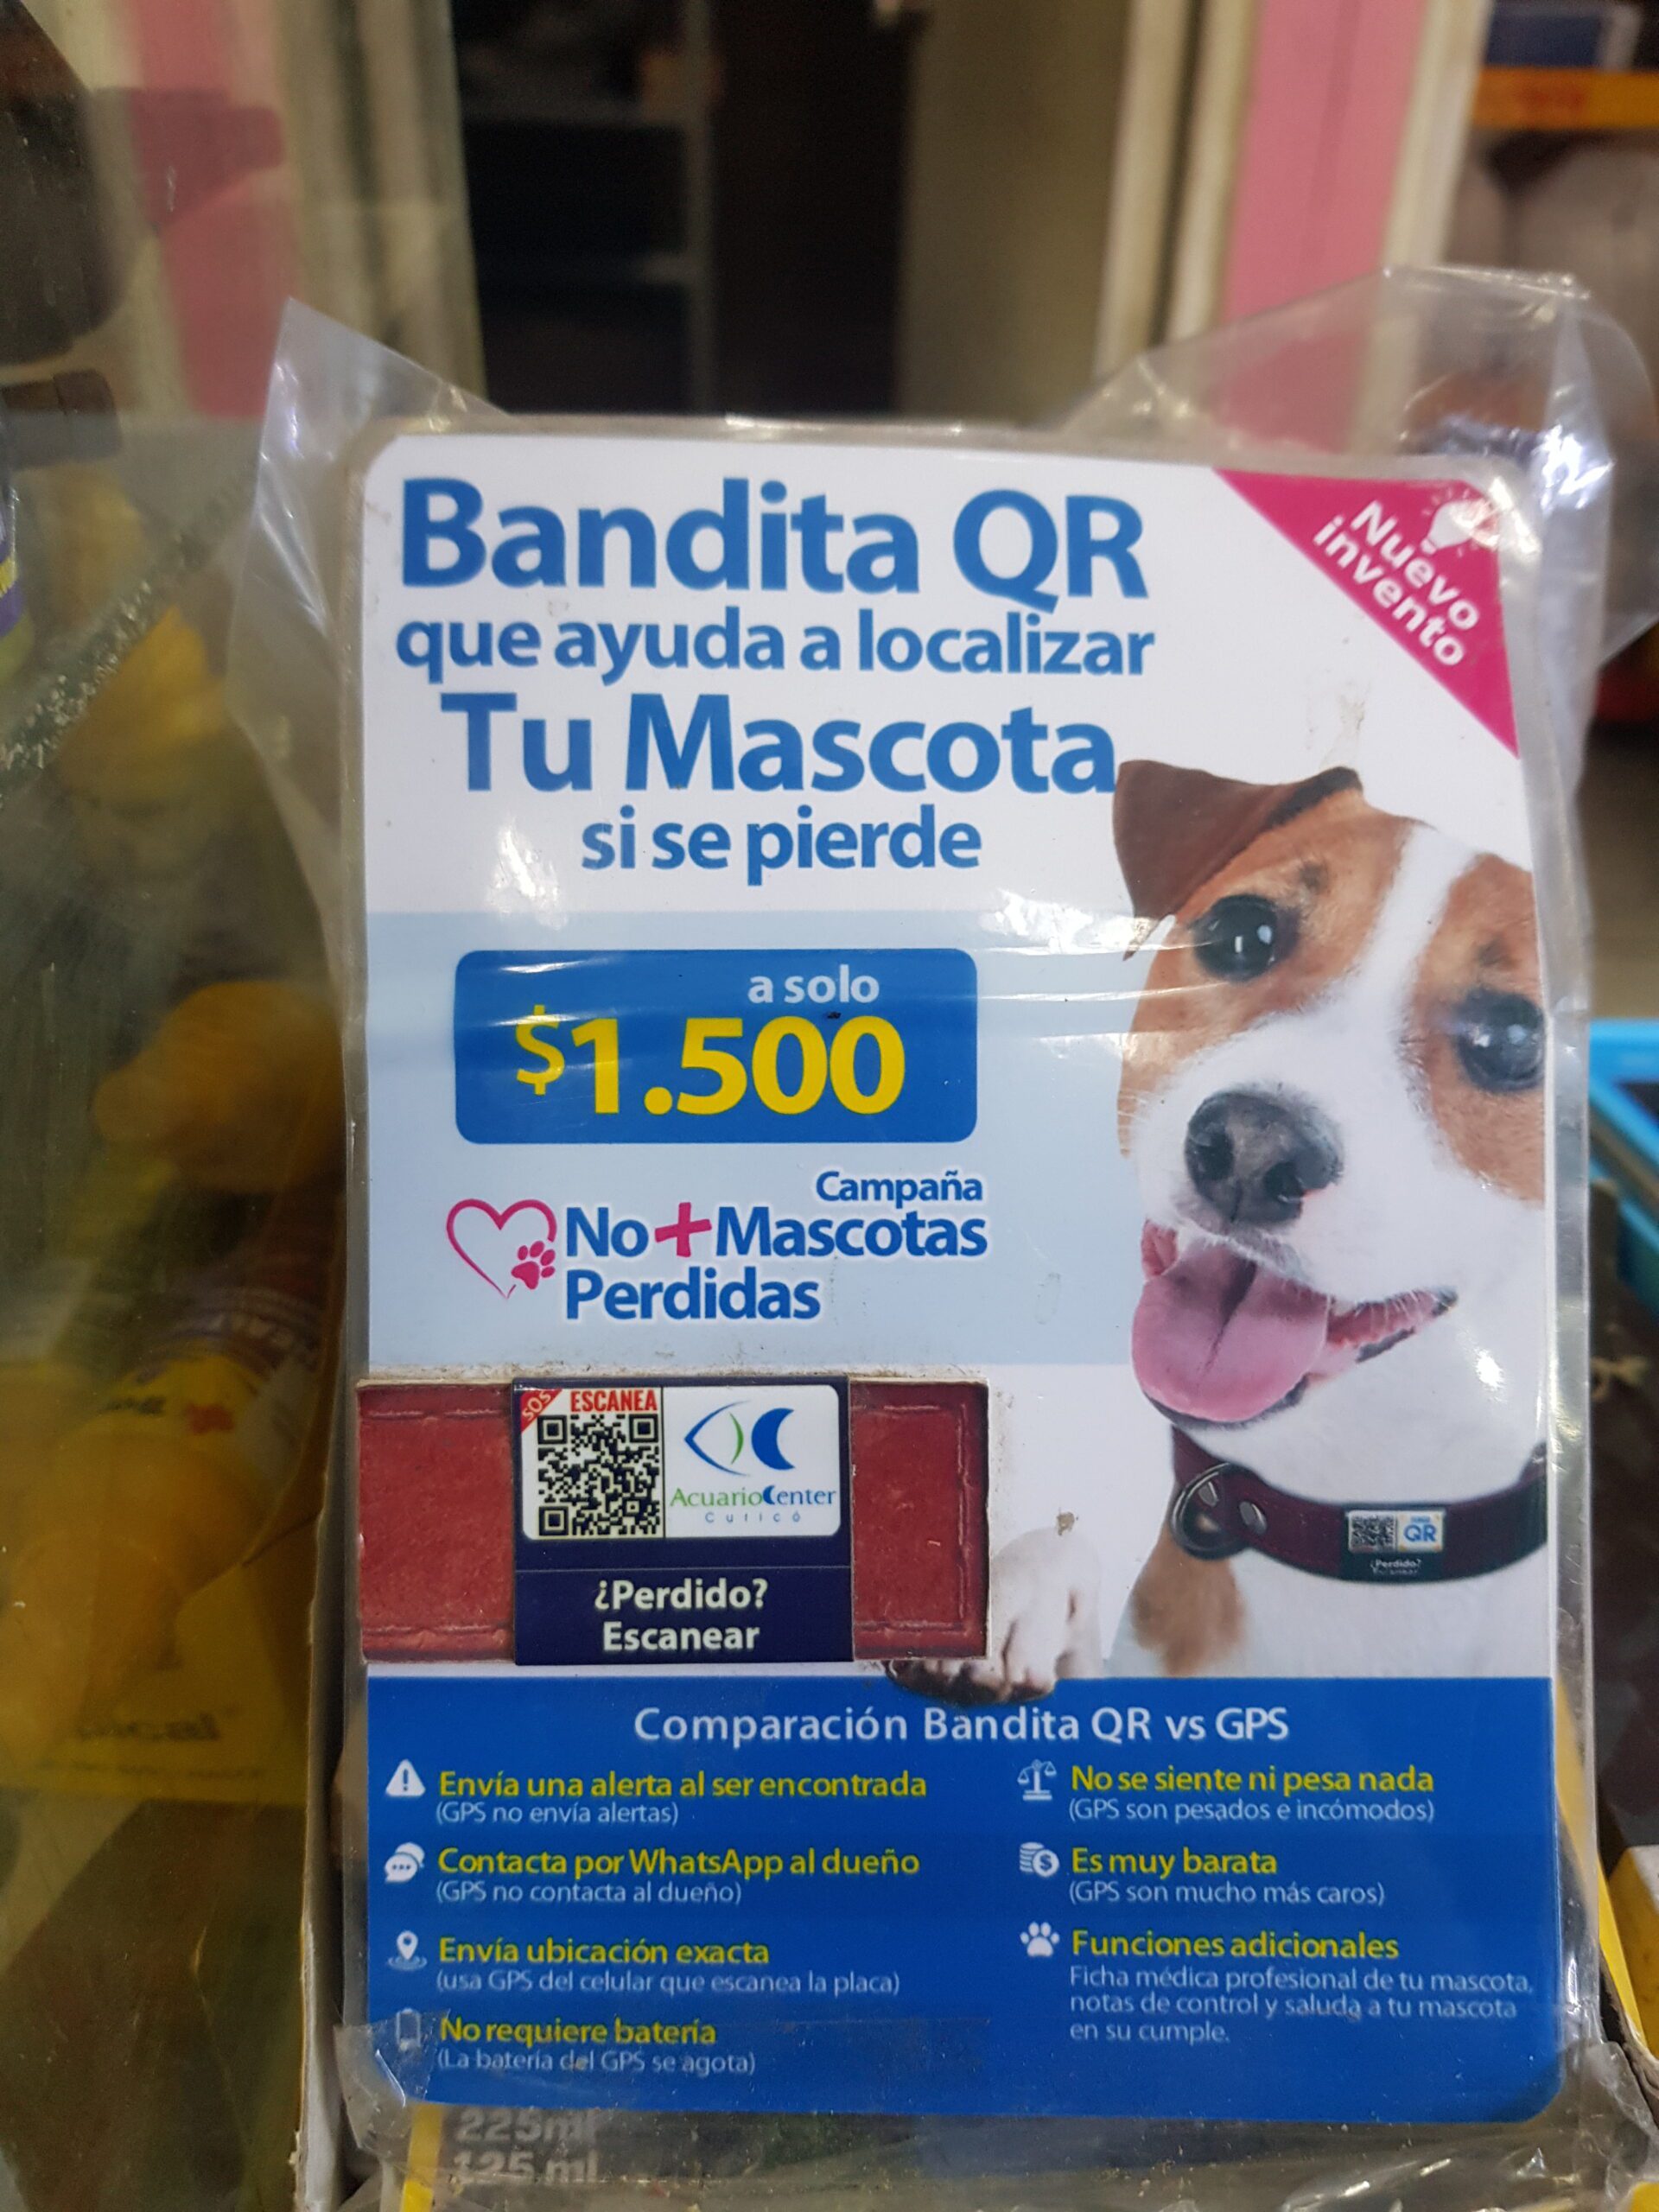 Bandita QR
que ayuda a localizar
Tu Mascota
si se pierde
Nuevo
invento
a solo
$1.500
Campaña
No+Mascotas
Perdidas
SOS
ESCANEA
AcuarioCenter
Curicó
¿Perdido?
Escanear
QR
¿Perdido?
Escanear
Comparación Bandita QR vs GPS
Envía una alerta al ser encontrada
(GPS no envía alertas)
Contacta por WhatsApp al dueño
(GPS no contacta al dueño)
Envía ubicación exacta
(usa GPS del celular que escanea la placa)
No requiere batería
(La batería del GPS se agota)
No se siente ni pesa nada
(GPS son pesados e incómodos)
Es muy barata
(GPS son mucho más caros)
Funciones adicionales
Ficha médica profesional de tu mascota,
notas de control y saluda a tu mascota
en su cumple.
225ml
125 ml